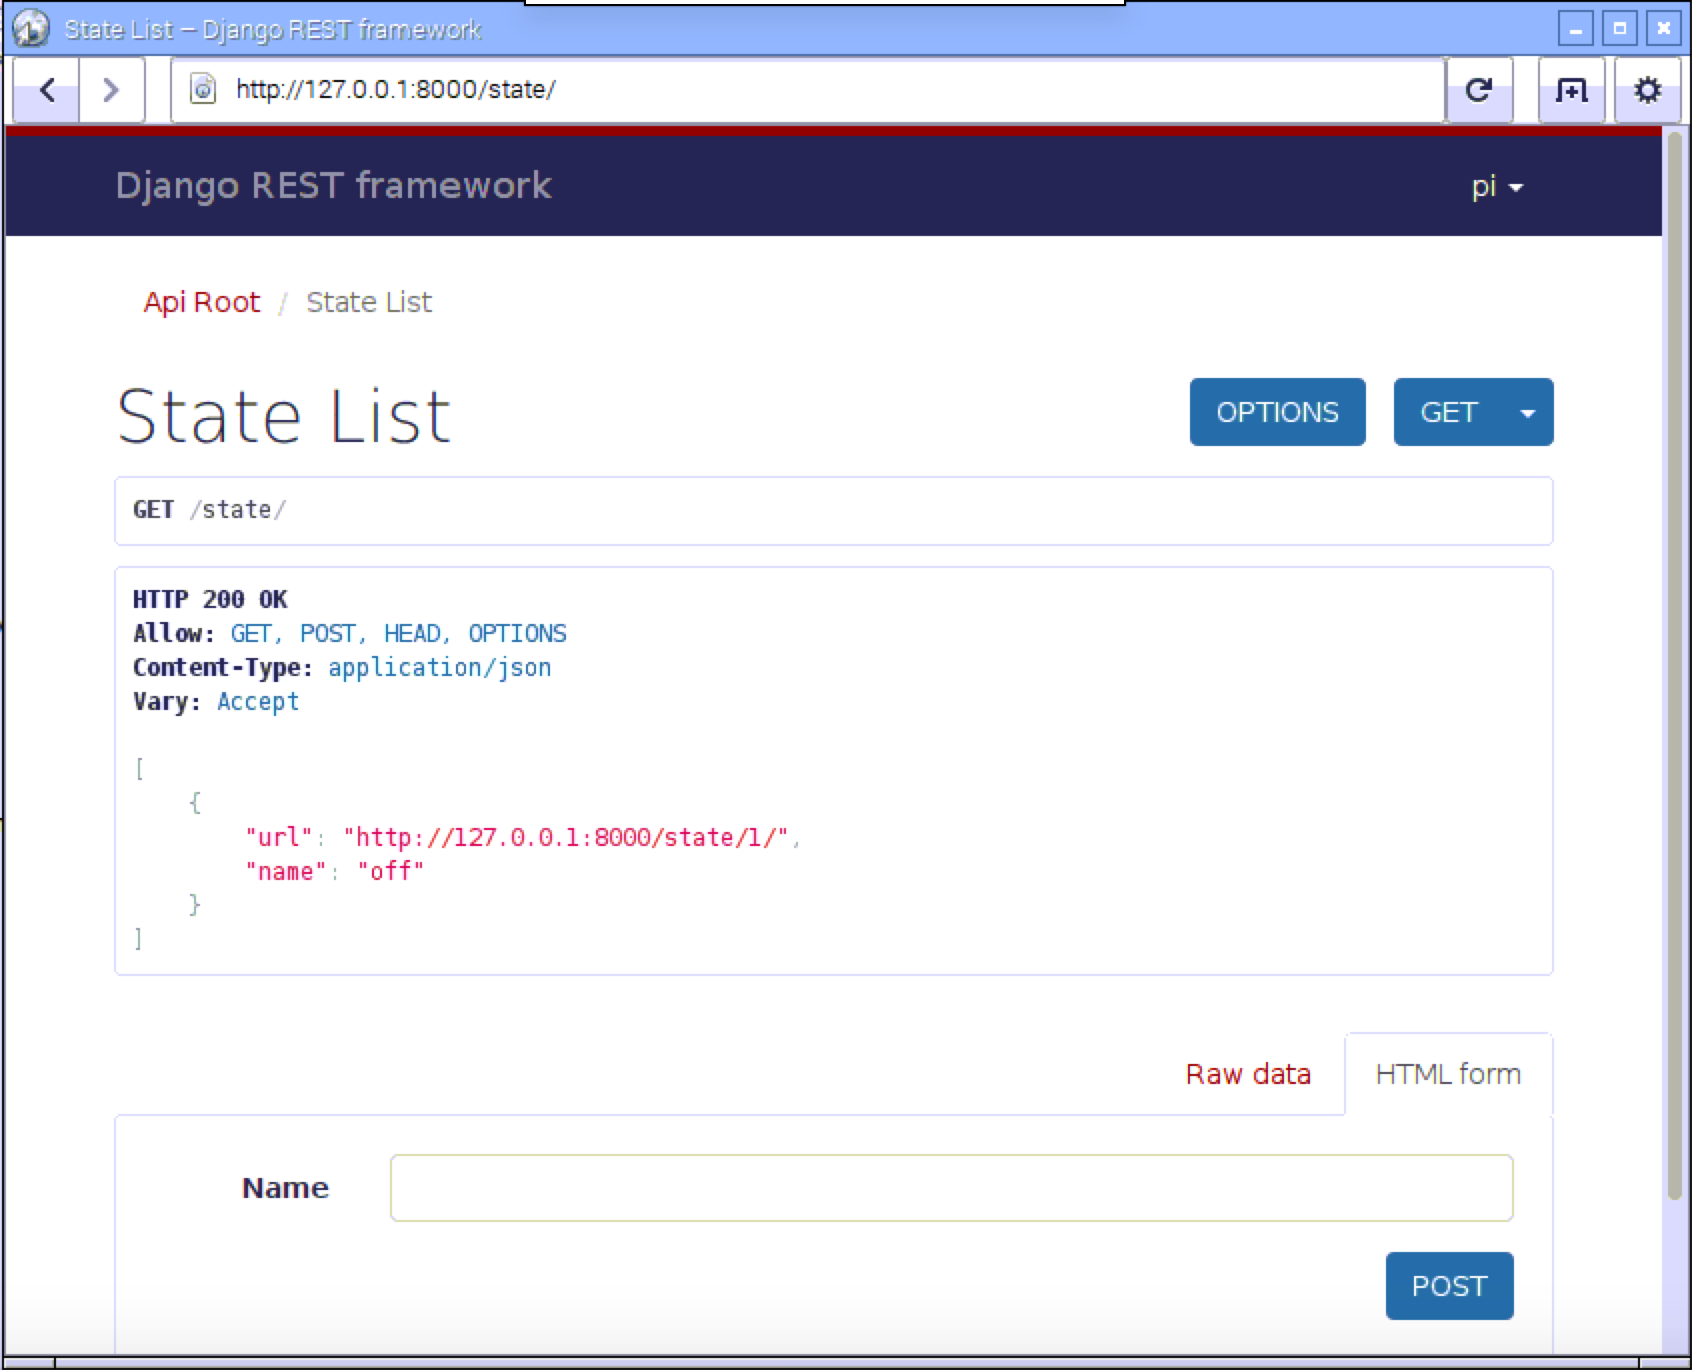 State List – Django REST framework
http://127.0.0.1:8000/state/
Django REST framework
pi
Api Root / State List
State List
OPTIONS
GET
GET /state/
HTTP 200 OK
Allow: GET, POST, HEAD, OPTIONS
Content-Type: application/json
Vary: Accept
[
    {
        "url": "http://127.0.0.1:8000/state/1/",
        "name": "off"
    }
]
Raw data
HTML form
Name
POST